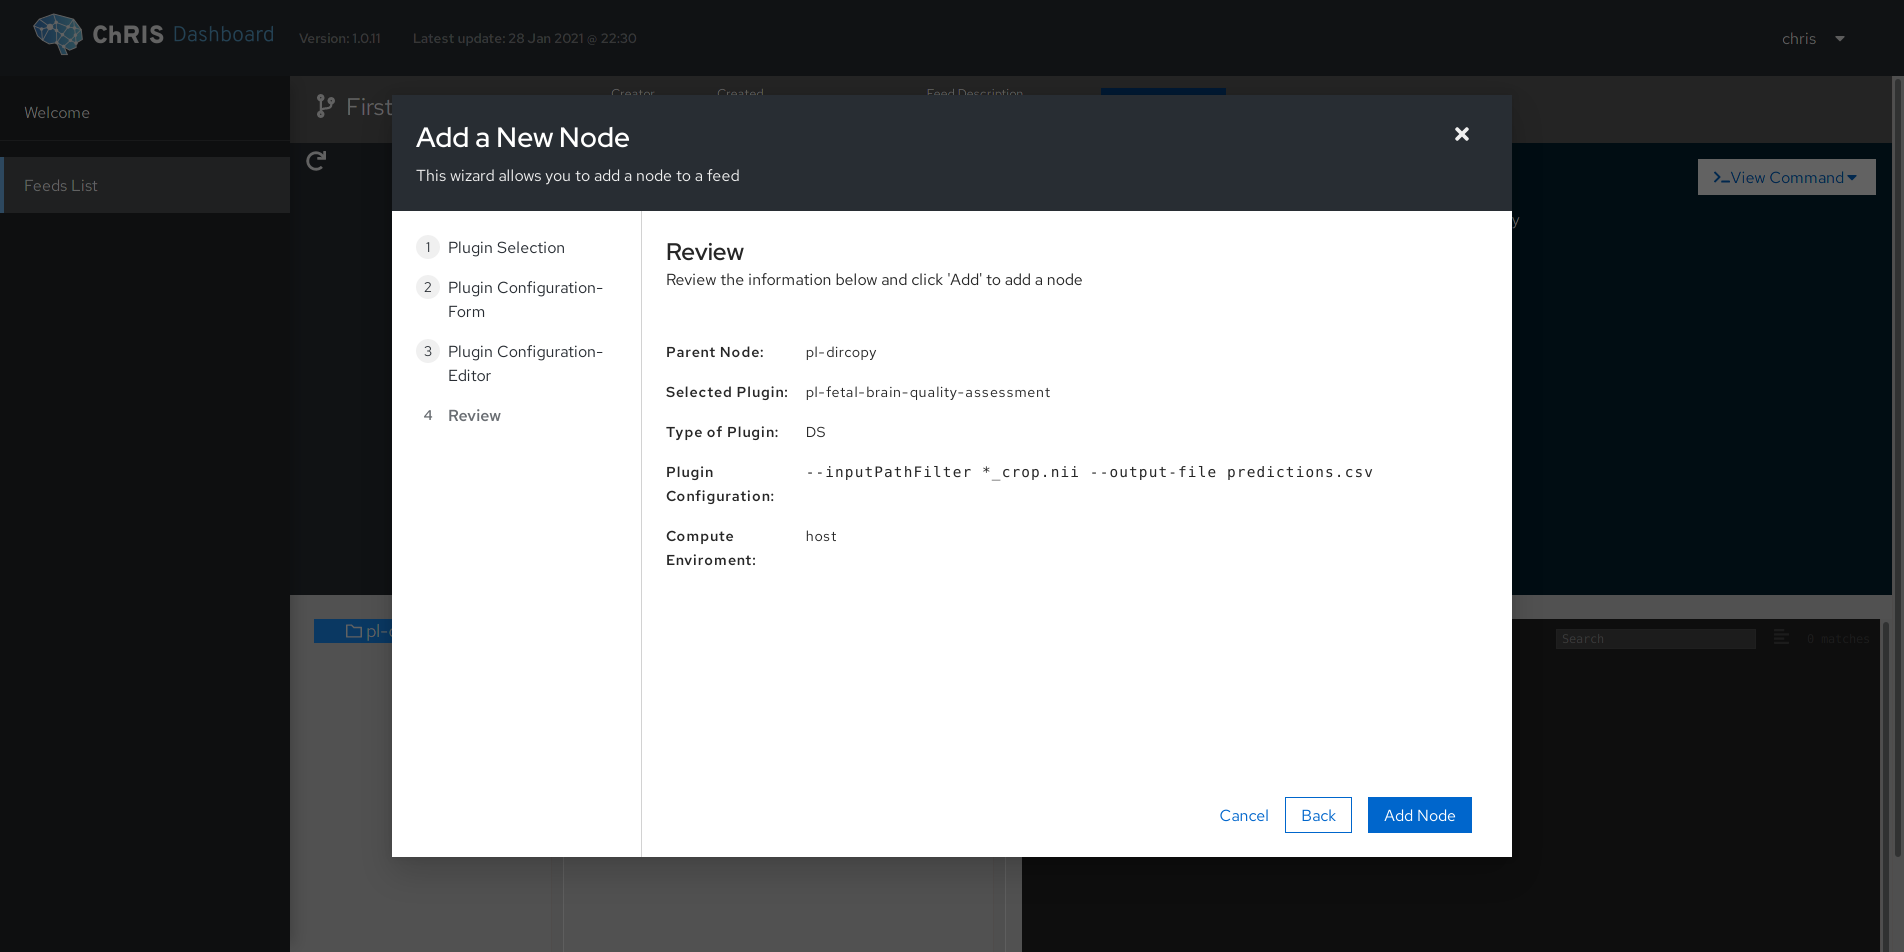 ChRIS Dashboard
Version: 1.0.11
Latest update: 28 Jan 2021 @ 22:30
chris
Welcome
Feeds List
First
Creator
Created
Feed Description
View Command
y
Add a New Node
This wizard allows you to add a node to a feed
1 Plugin Selection
2 Plugin Configuration-
Form
3 Plugin Configuration-
Editor
4 Review
Review
Review the information below and click 'Add' to add a node
Parent Node: pl-dircopy
Selected Plugin: pl-fetal-brain-quality-assessment
Type of Plugin: DS
Plugin
Configuration: --inputPathFilter *_crop.nii --output-file predictions.csv
Compute
Enviroment: host
pl-
Search
0 matches
Cancel
Back
Add Node